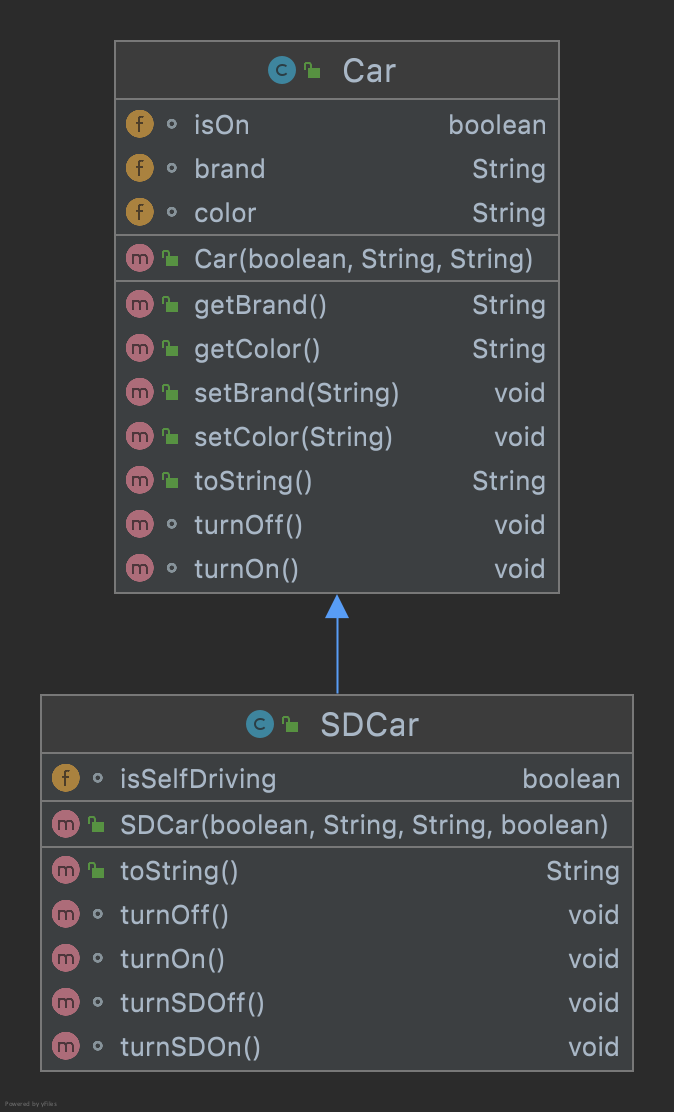 C Car
f isOn boolean
f brand String
f color String
m Car(boolean, String, String)
m getBrand() String
m getColor() String
m setBrand(String) void
m setColor(String) void
m toString() String
m turnOff() void
m turnOn() void
C SDCar
f isSelfDriving boolean
m SDCar(boolean, String, String, boolean)
m toString() String
m turnOff() void
m turnOn() void
m turnSDOff() void
m turnSDOn() void
Powered by yFiles